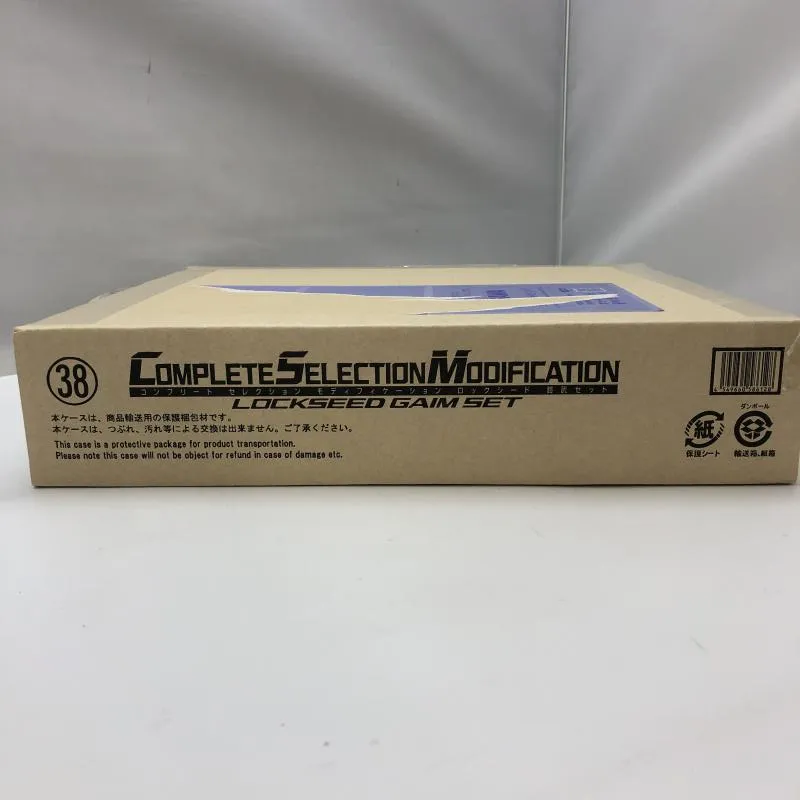 38
COMPLETE SELECTION MODIFICATION
コンプリート セレクション モディフィケーション ロックシード 鎧武セット
LOCKSEED GAIM SET
本ケースは、商品輸送用の保護梱包材です。
本ケースは、つぶれ、汚れ等による交換は出来ません。ご了承ください。
This case is a protective package for product transportation.
Please note this case will not be object for refund in case of damage etc.
紙
保護シート
ダンボール
輸送箱、紙箱